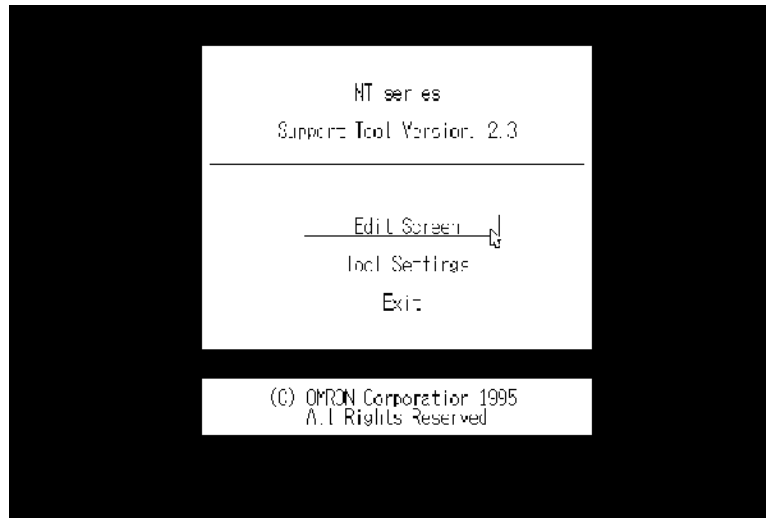 NT series
Support Tool Version. 2.3
Edit Screen
Tool Settings
Exit
(C) OMRON Corporation 1995
All Rights Reserved